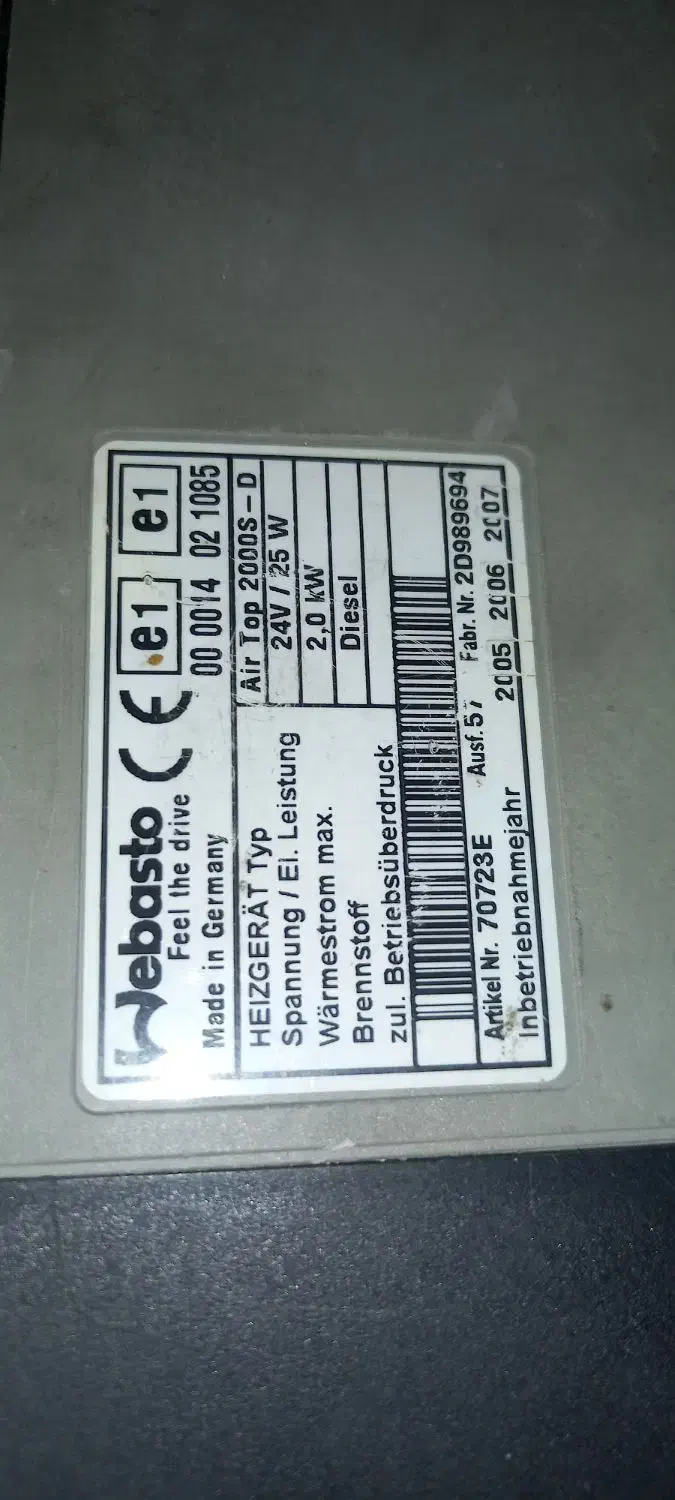 Webasto CE e1 e1
Feel the drive
Made in Germany 00 0014 02 1085
HEIZGERÄT Typ Air Top 2000S-D
Spannung / El. Leistung 24V / 25 W
Wärmestrom max. 2,0 kW
Brennstoff Diesel
zul. Betriebsüberdruck
Artikel Nr. 70723E Ausf. 57 Fabr. Nr. 2D989694
Inbetriebnahmejahr 2005 2006 2007